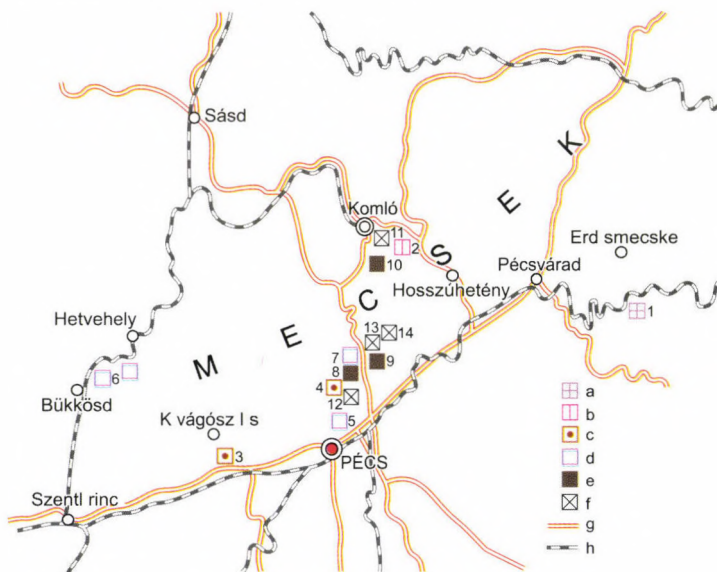 Sásd
K
E
Komló
11
2
10
S
Erd smecske
Pécsvárad
Hosszúhetény
1
C
Hetvehely
13
14
E
7
9
M
8
6
4
12
Bükkösd
K vágósz l s
5
3
PÉCS
Szentl rinc
a
b
c
d
e
f
g
h